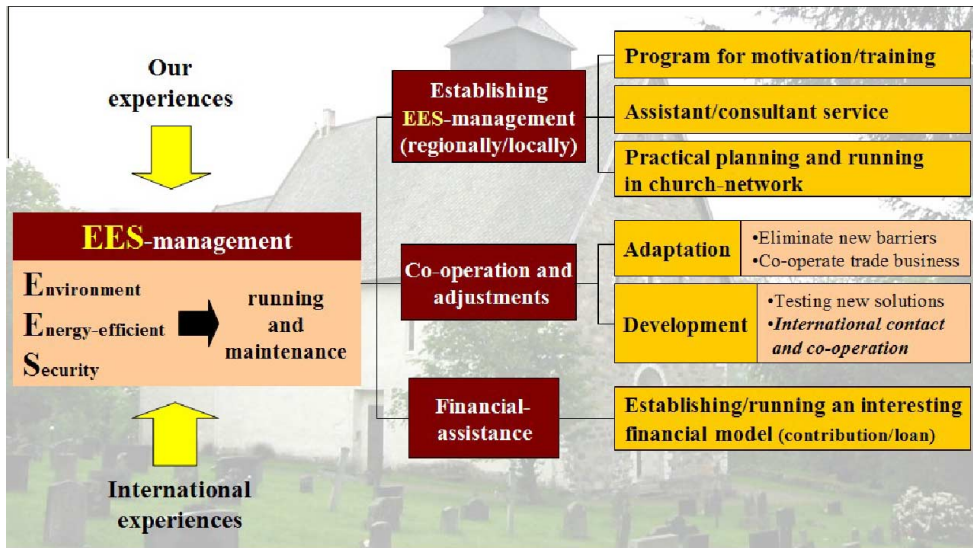 Our
experiences
EES-management
Environment
Energy-efficient
Security
running
and
maintenance
International
experiences
Establishing
EES-management
(regionally/locally)
Program for motivation/training
Assistant/consultant service
Practical planning and running
in church-network
Co-operation and
adjustments
Adaptation
•Eliminate new barriers
•Co-operate trade business
Development
•Testing new solutions
•International contact
and co-operation
Financial-
assistance
Establishing/running an interesting
financial model (contribution/loan)